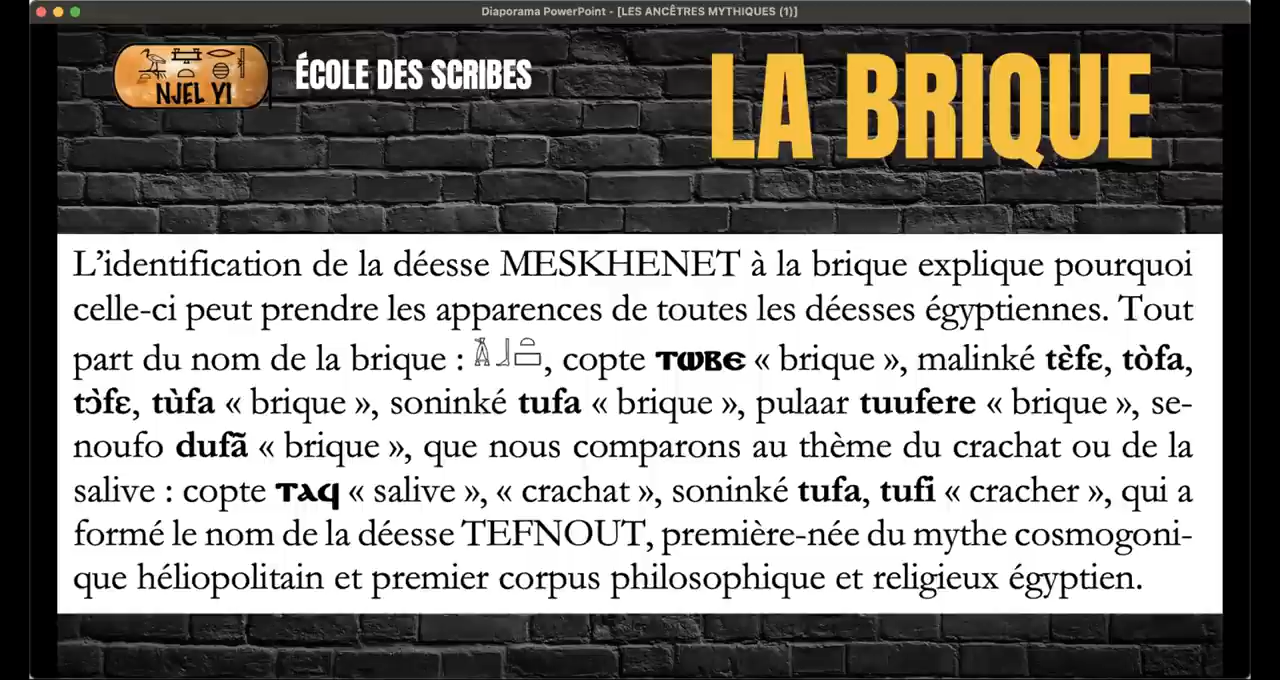 Diaporama PowerPoint - [LES ANCÊTRES MYTHIQUES (1)]
NJEL YI
ÉCOLE DES SCRIBES
LA BRIQUE
L’identification de la déesse MESKHENET à la brique explique pourquoi
celle-ci peut prendre les apparences de toutes les déesses égyptiennes. Tout
part du nom de la brique : , copte ⲧⲱⲃⲉ « brique », malinké tὲfɛ, tòfa,
tɔ̀fɛ, tùfa « brique », soninké tufa « brique », pulaar tuufere « brique », se-
noufo dufã « brique », que nous comparons au thème du crachat ou de la
salive : copte ⲧⲁϥ « salive », « crachat », soninké tufa, tufi « cracher », qui a
formé le nom de la déesse TEFNOUT, première-née du mythe cosmogoni-
que héliopolitain et premier corpus philosophique et religieux égyptien.